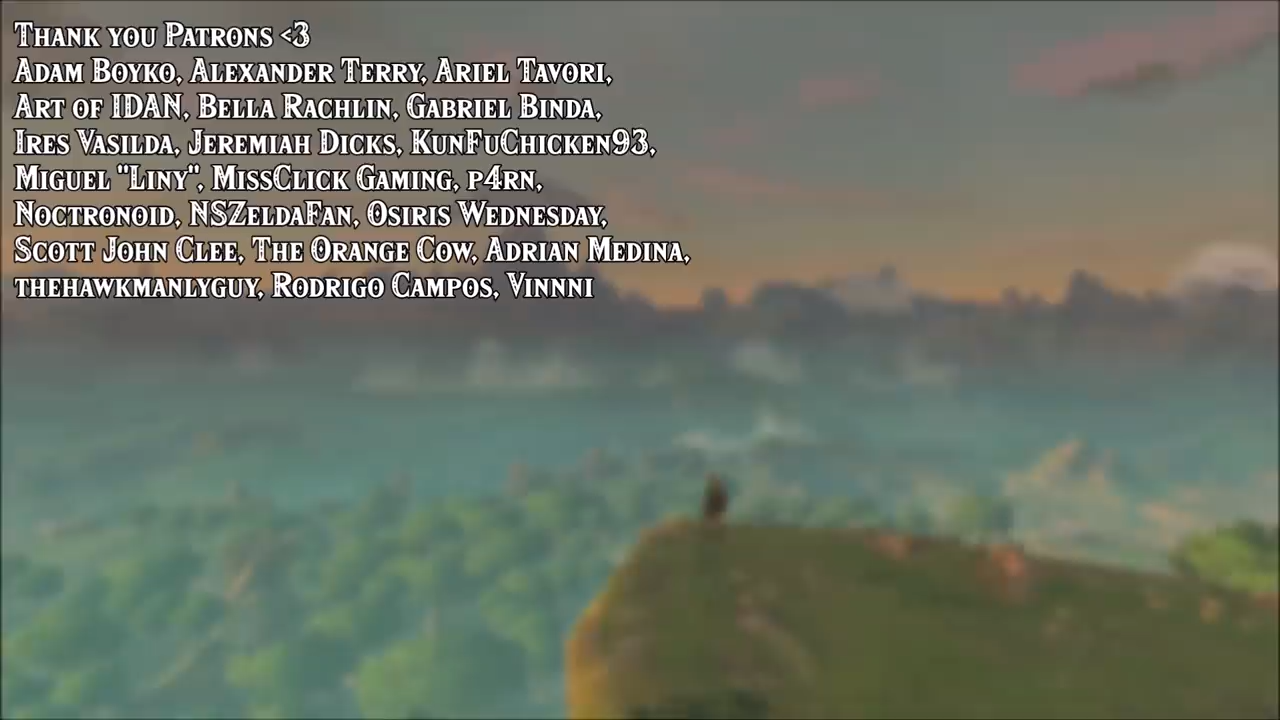 Thank you Patrons <3
Adam Boyko, Alexander Terry, Ariel Tavori,
Art of IDAN, Bella Rachlin, Gabriel Binda,
Ires Vasilda, Jeremiah Dicks, KunFuChicken93,
Miguel "Liny", MissClick Gaming, p4rn,
Noctronoid, NSZeldaFan, Osiris Wednesday,
Scott John Clee, The Orange Cow, Adrian Medina,
thehawkmanlyguy, Rodrigo Campos, Vinnni